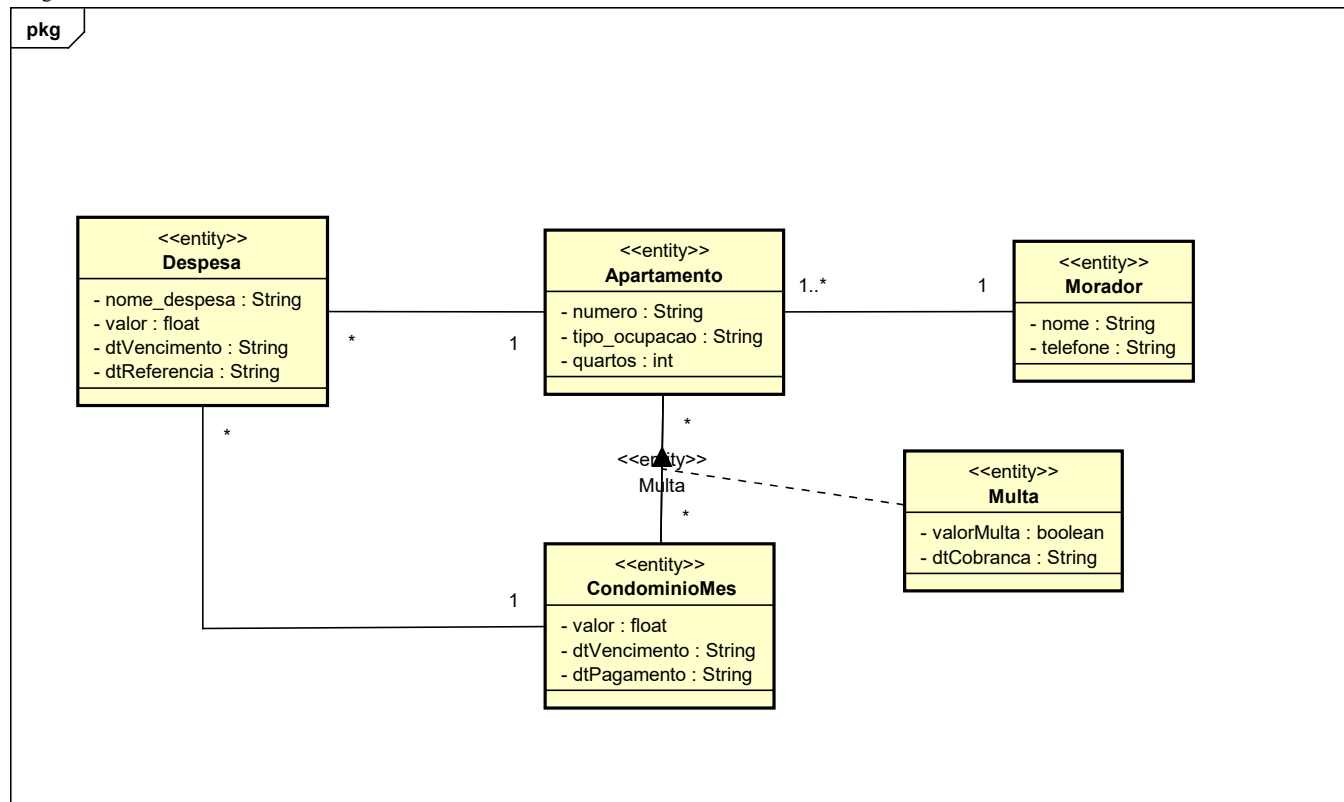 pkg
<<entity>>
Despesa
- nome_despesa : String
- valor : float
- dtVencimento : String
- dtReferencia : String
*
1
<<entity>>
Apartamento
- numero : String
- tipo_ocupacao : String
- quartos : int
1..*
1
<<entity>>
Morador
- nome : String
- telefone : String
*
*
<<entity>>
Multa
*
<<entity>>
Multa
- valorMulta : boolean
- dtCobranca : String
1
<<entity>>
CondominioMes
- valor : float
- dtVencimento : String
- dtPagamento : String